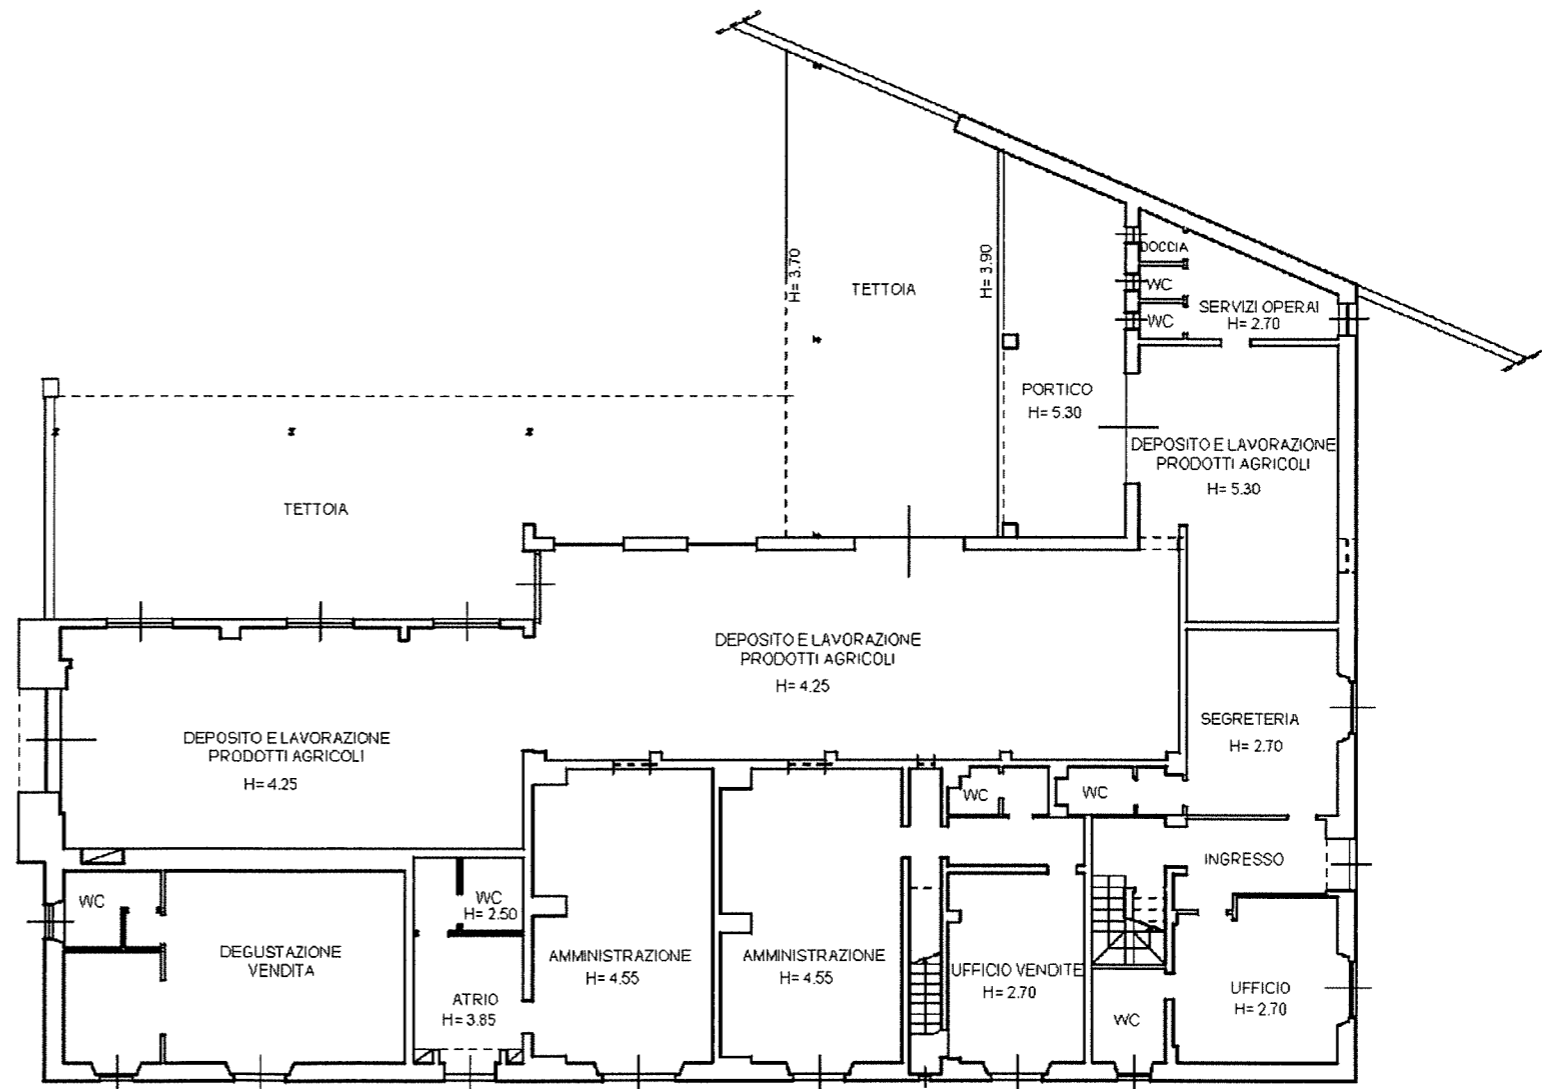 H= 3.70
TETTOIA
H= 3.90
DOCCIA
WC
WC
SERVIZI OPERAI
H= 2.70
PORTICO
H= 5.30
DEPOSITO E LAVORAZIONE
PRODOTTI AGRICOLI
H= 5.30
TETTOIA
DEPOSITO E LAVORAZIONE
PRODOTTI AGRICOLI
H= 4.25
DEPOSITO E LAVORAZIONE
PRODOTTI AGRICOLI
H= 4.25
SEGRETERIA
H= 2.70
WC
WC
INGRESSO
WC
WC
H= 2.50
DEGUSTAZIONE
VENDITA
ATRIO
H= 3.85
AMMINISTRAZIONE
H= 4.55
AMMINISTRAZIONE
H= 4.55
UFFICIO VENDITE
H= 2.70
WC
UFFICIO
H= 2.70